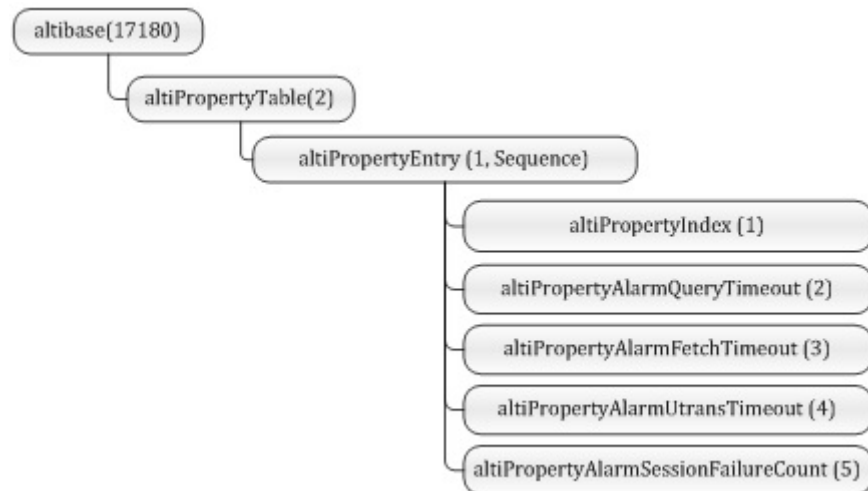 altibase(17180)
altiPropertyTable(2)
altiPropertyEntry (1, Sequence)
altiPropertyIndex (1)
altiPropertyAlarmQueryTimeout (2)
altiPropertyAlarmFetchTimeout (3)
altiPropertyAlarmUtransTimeout (4)
altiPropertyAlarmSessionFailureCount (5)